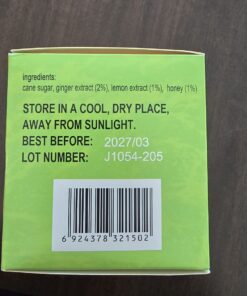 ingredients:
cane sugar, ginger extract (2%), lemon extract (1%), honey (1%)
STORE IN A COOL, DRY PLACE,
AWAY FROM SUNLIGHT.
BEST BEFORE: 2027/03
LOT NUMBER: J1054-205
6 924378 321502